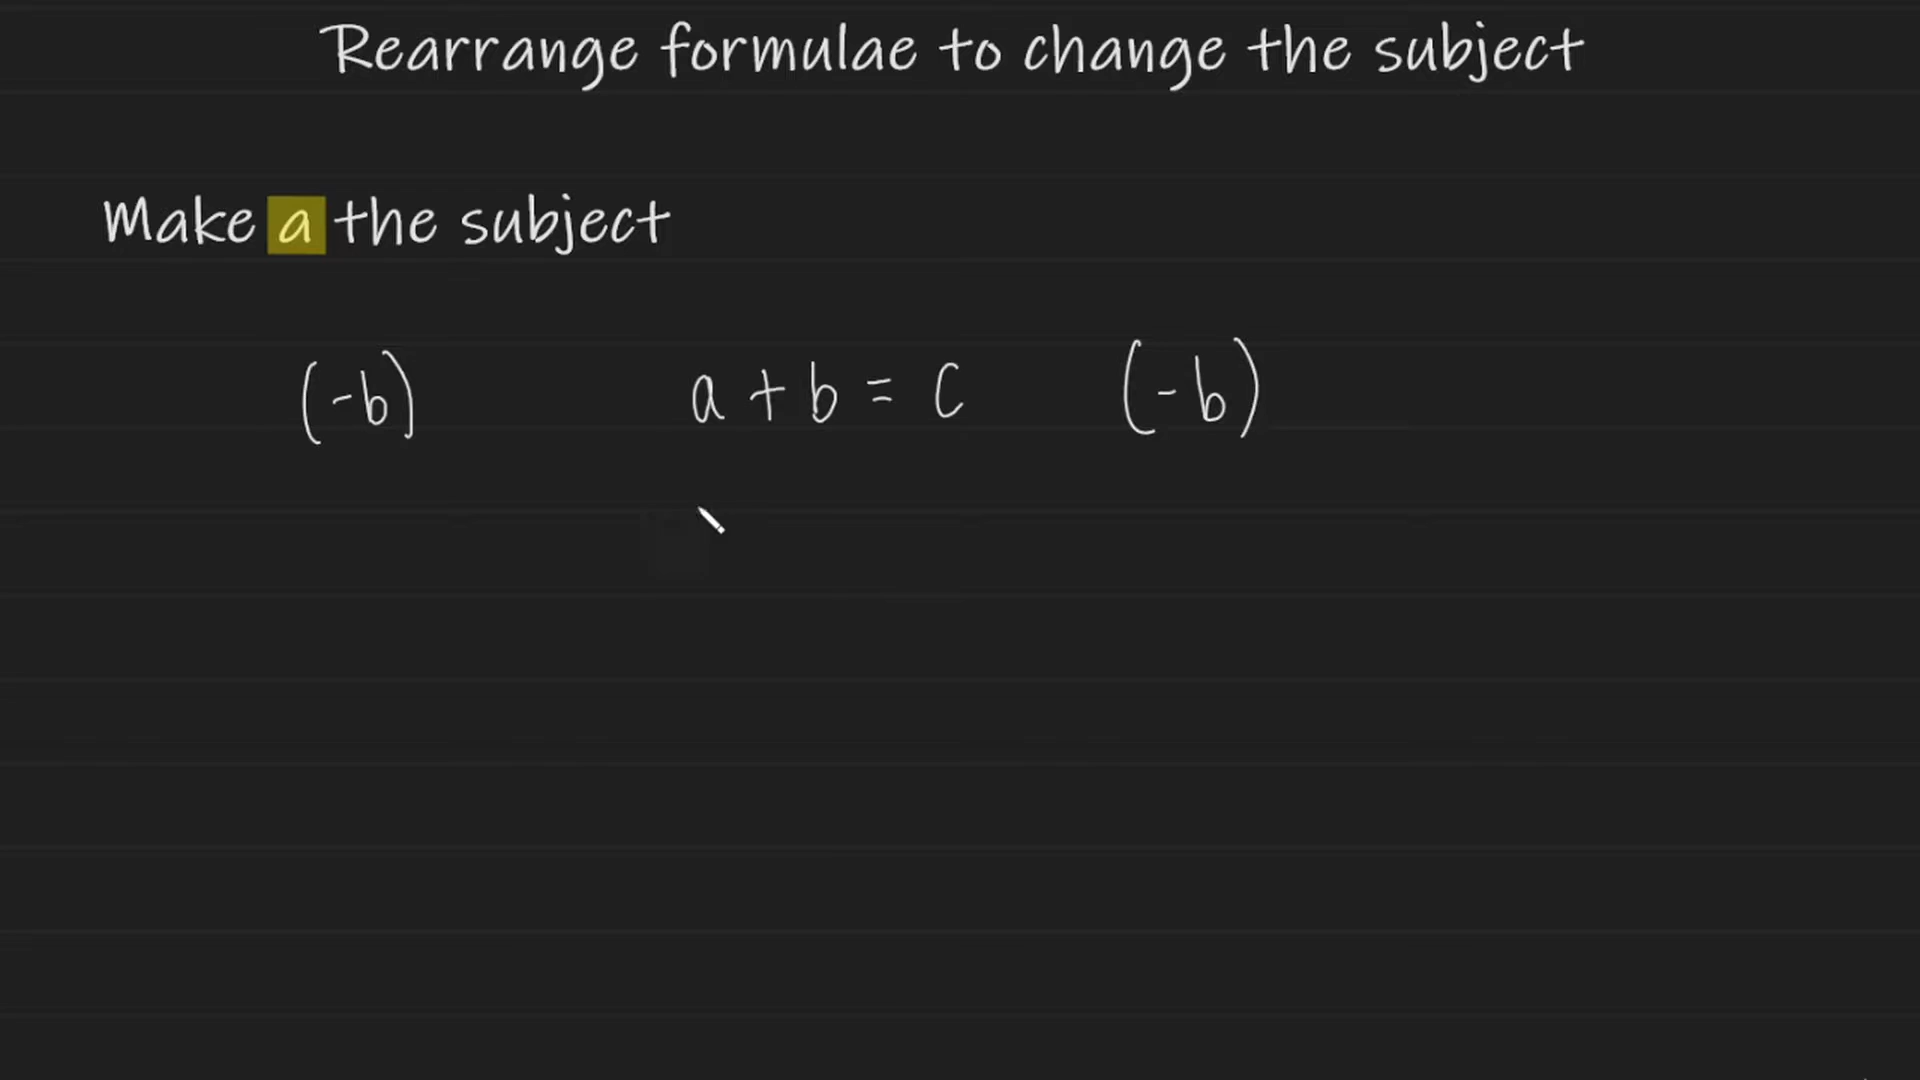 Rearrange formulae to change the subject
Make a the subject
(-b) a + b = c (-b)